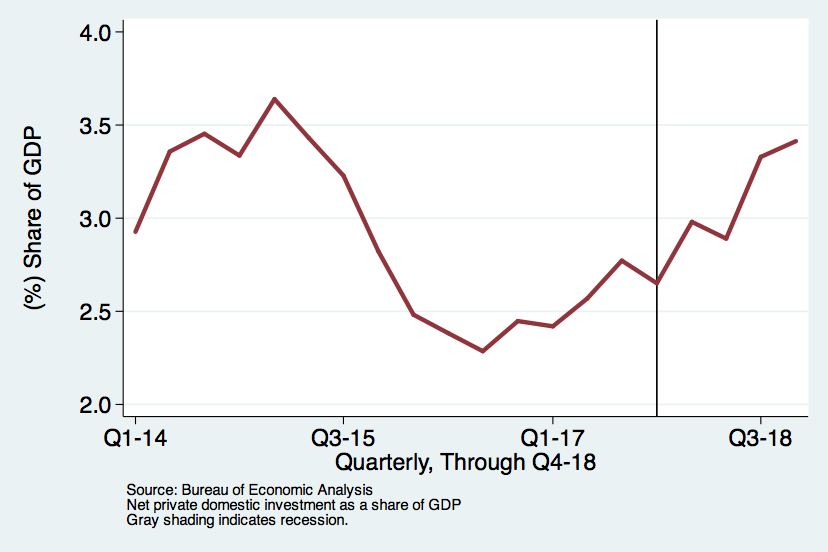 4.0
3.5
3.0
2.5
2.0
(%) Share of GDP
Q1-14 Q3-15 Q1-17 Q3-18
Quarterly, Through Q4-18
Source: Bureau of Economic Analysis
Net private domestic investment as a share of GDP
Gray shading indicates recession.